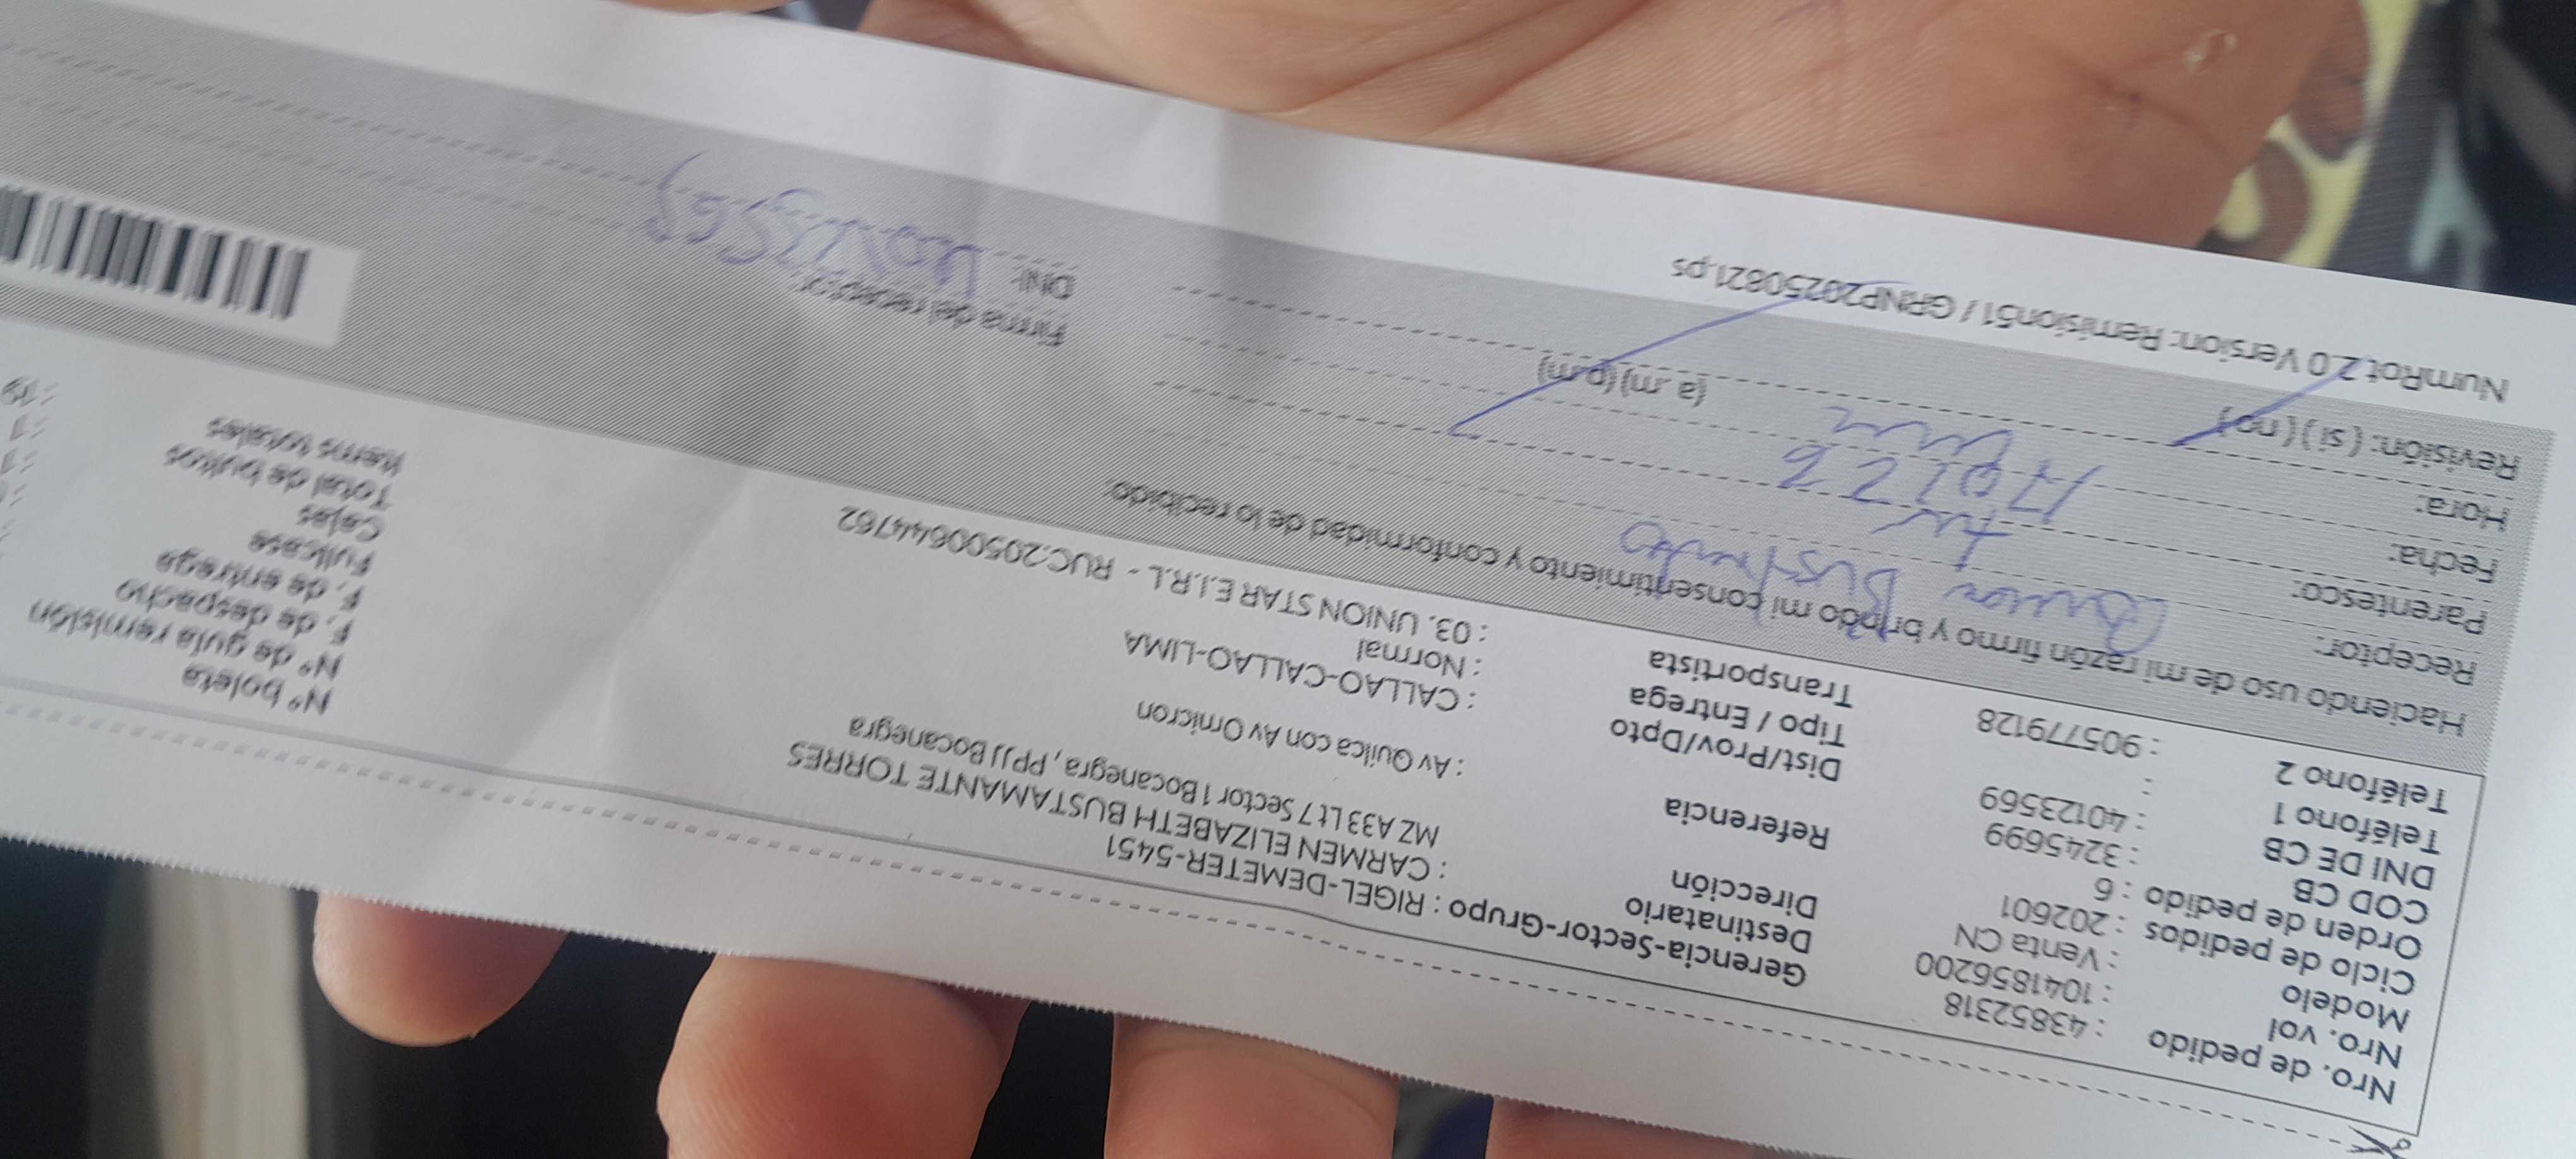 Nro. de pedido : 43852318
Nro. vol : 1041856200
Modelo : Venta CN
Ciclo de pedidos : 202601
Orden de pedido : 6
COD CB : 3245699
DNI DE CB : 40123569
Teléfono 1 :
Teléfono 2 : 905779128
Gerencia-Sector-Grupo : RIGEL-DEMETER-5451
Destinatario : CARMEN ELIZABETH BUSTAMANTE TORRES
Dirección MZ A33 Lt 7 Sector 1 Bocanegra, PPJJ Bocanegra
Referencia : Av Quilca con Av Omicron
Dist/Prov/Dpto : CALLAO-CALLAO-LIMA
Tipo / Entrega : Normal
Transportista : 03. UNION STAR E.I.R.L. - RUC:20500644762
N° boleta
N° de guía remisión
F. de despacho
F. de entrega
Fullcase
Cajas
Total de bultos : 1
Items totales : 19
Haciendo uso de mi razón firmo y brindo mi consentimiento y conformidad de lo recibido:
Receptor:
Parentesco:
Fecha:
Hora: (a.m) (p.m)
Revisión: ( si ) ( no )
Firma del receptor:
DNI:
NumRot 2.0 Version: Remision51 / GRNP20250821.ps